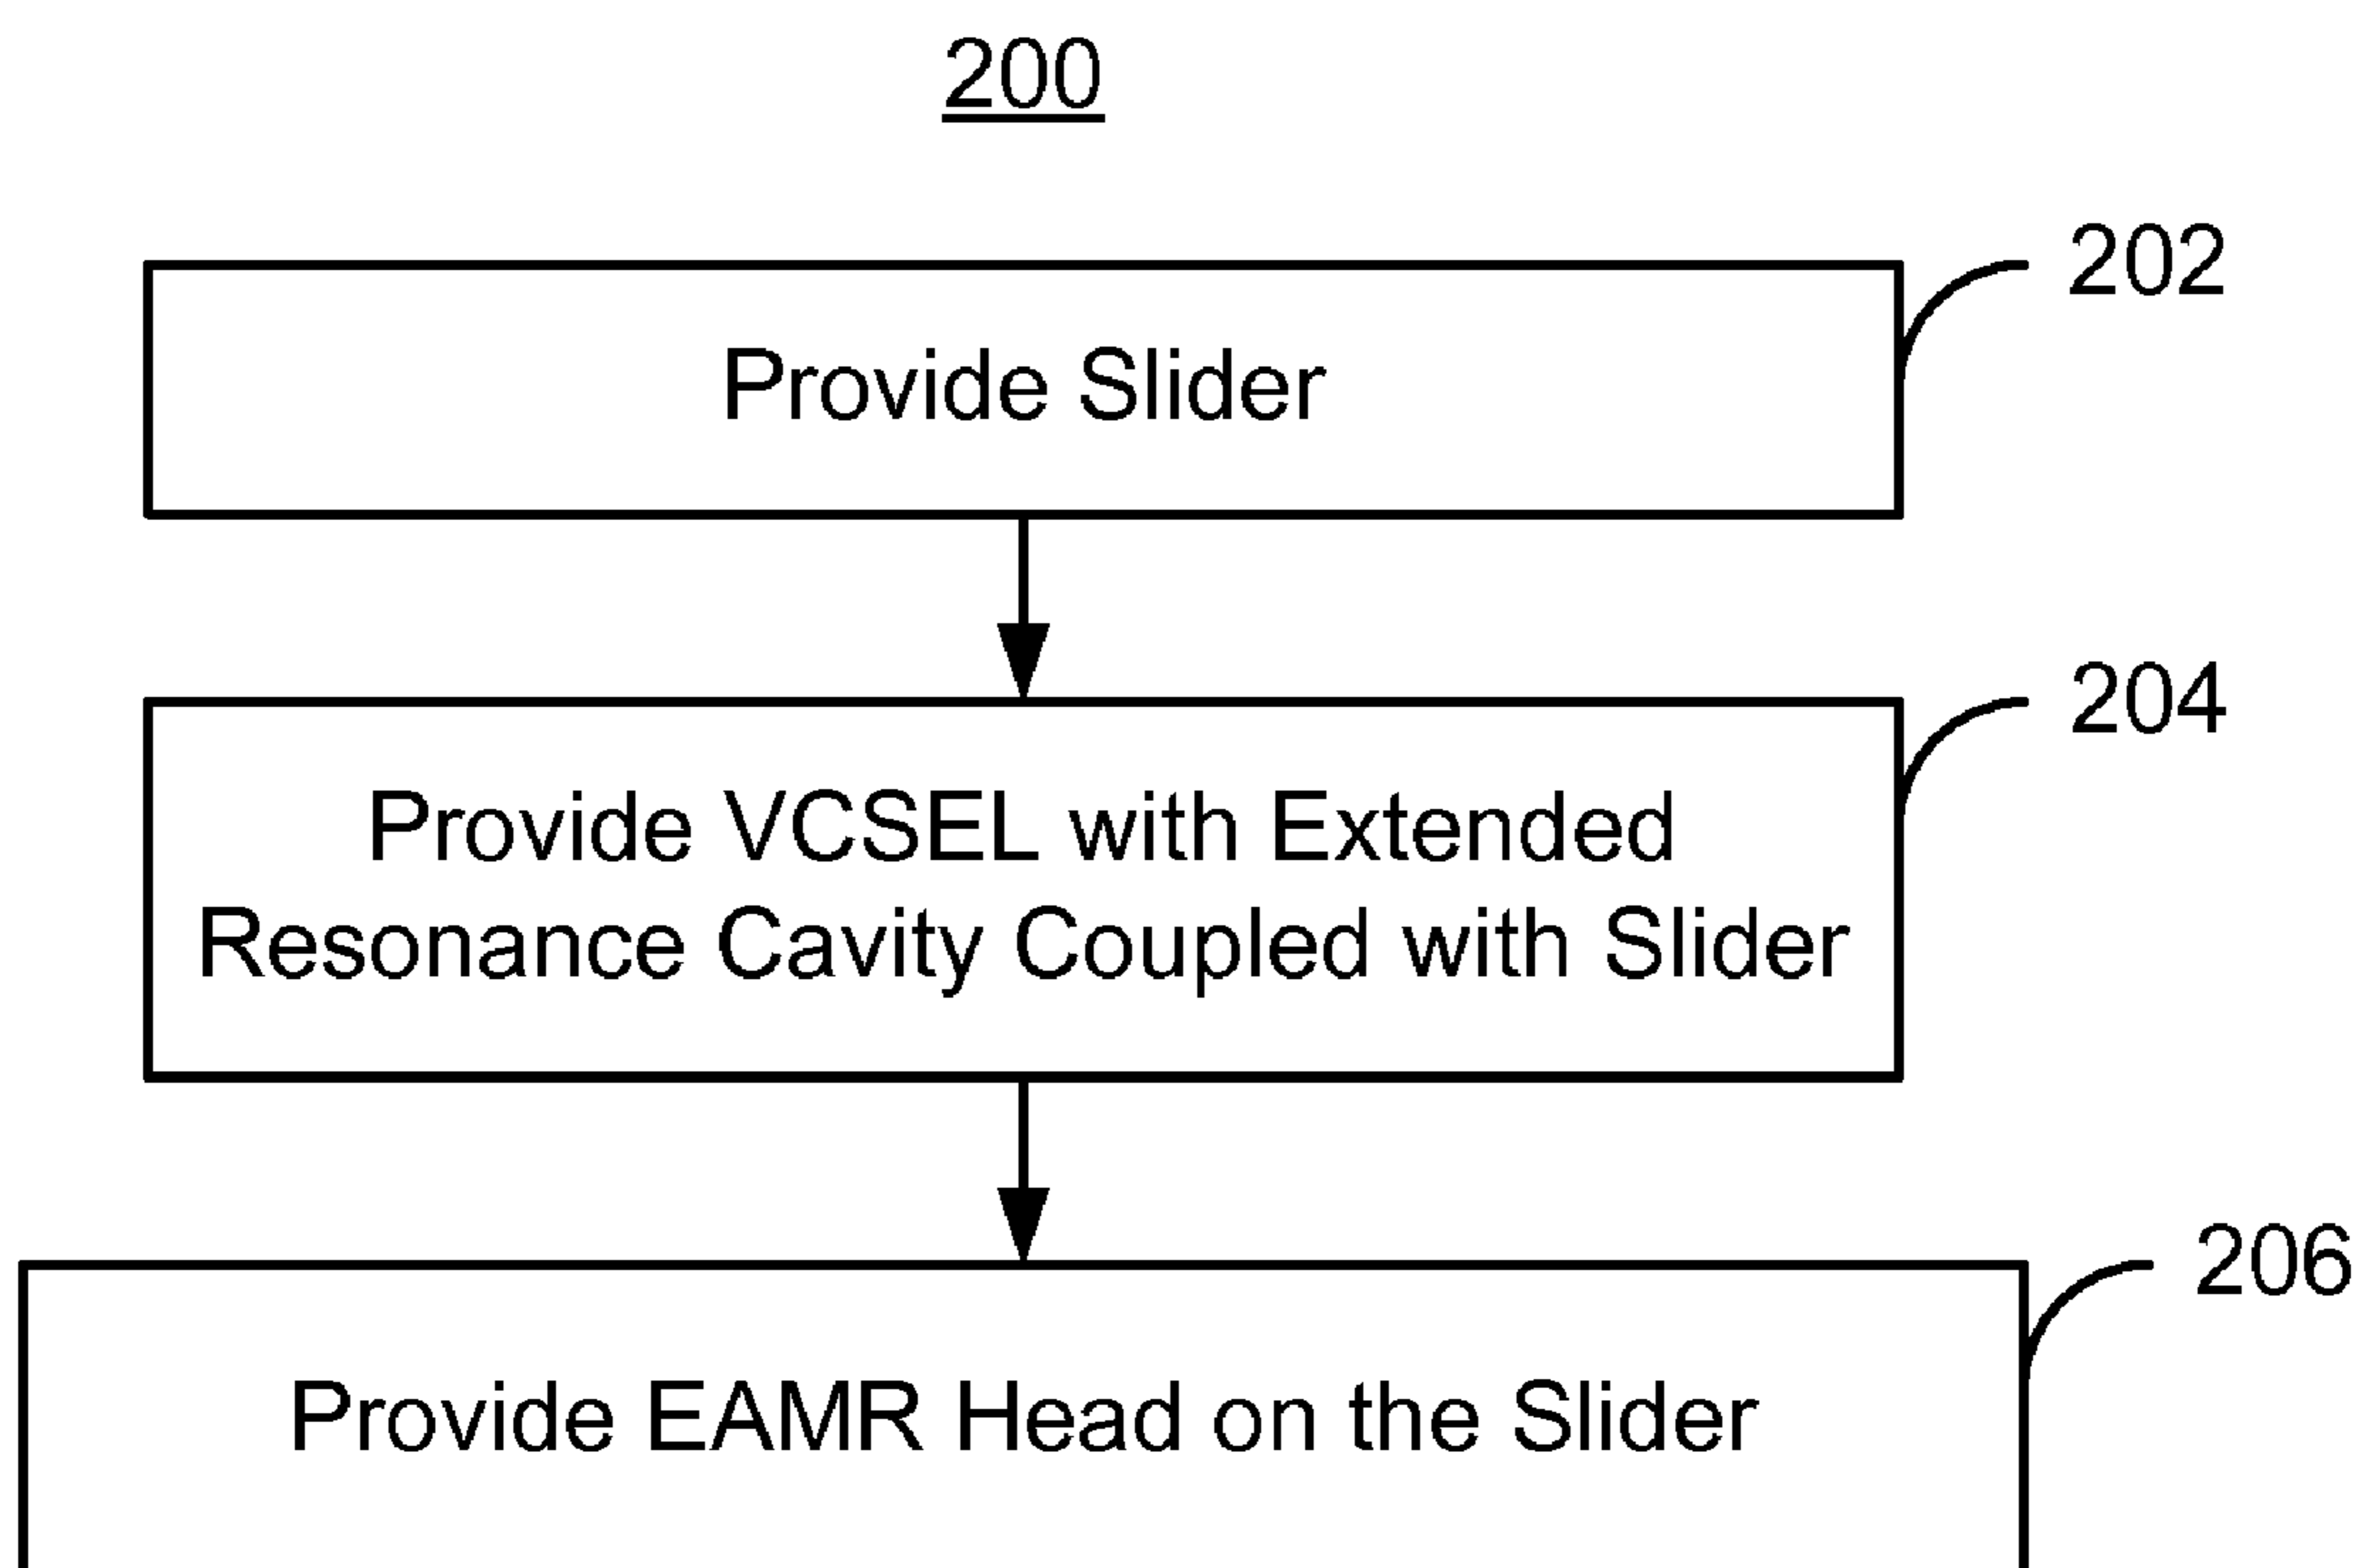 200
202
Provide Slider
204
Provide VCSEL with Extended
Resonance Cavity Coupled with Slider
206
Provide EAMR Head on the Slider